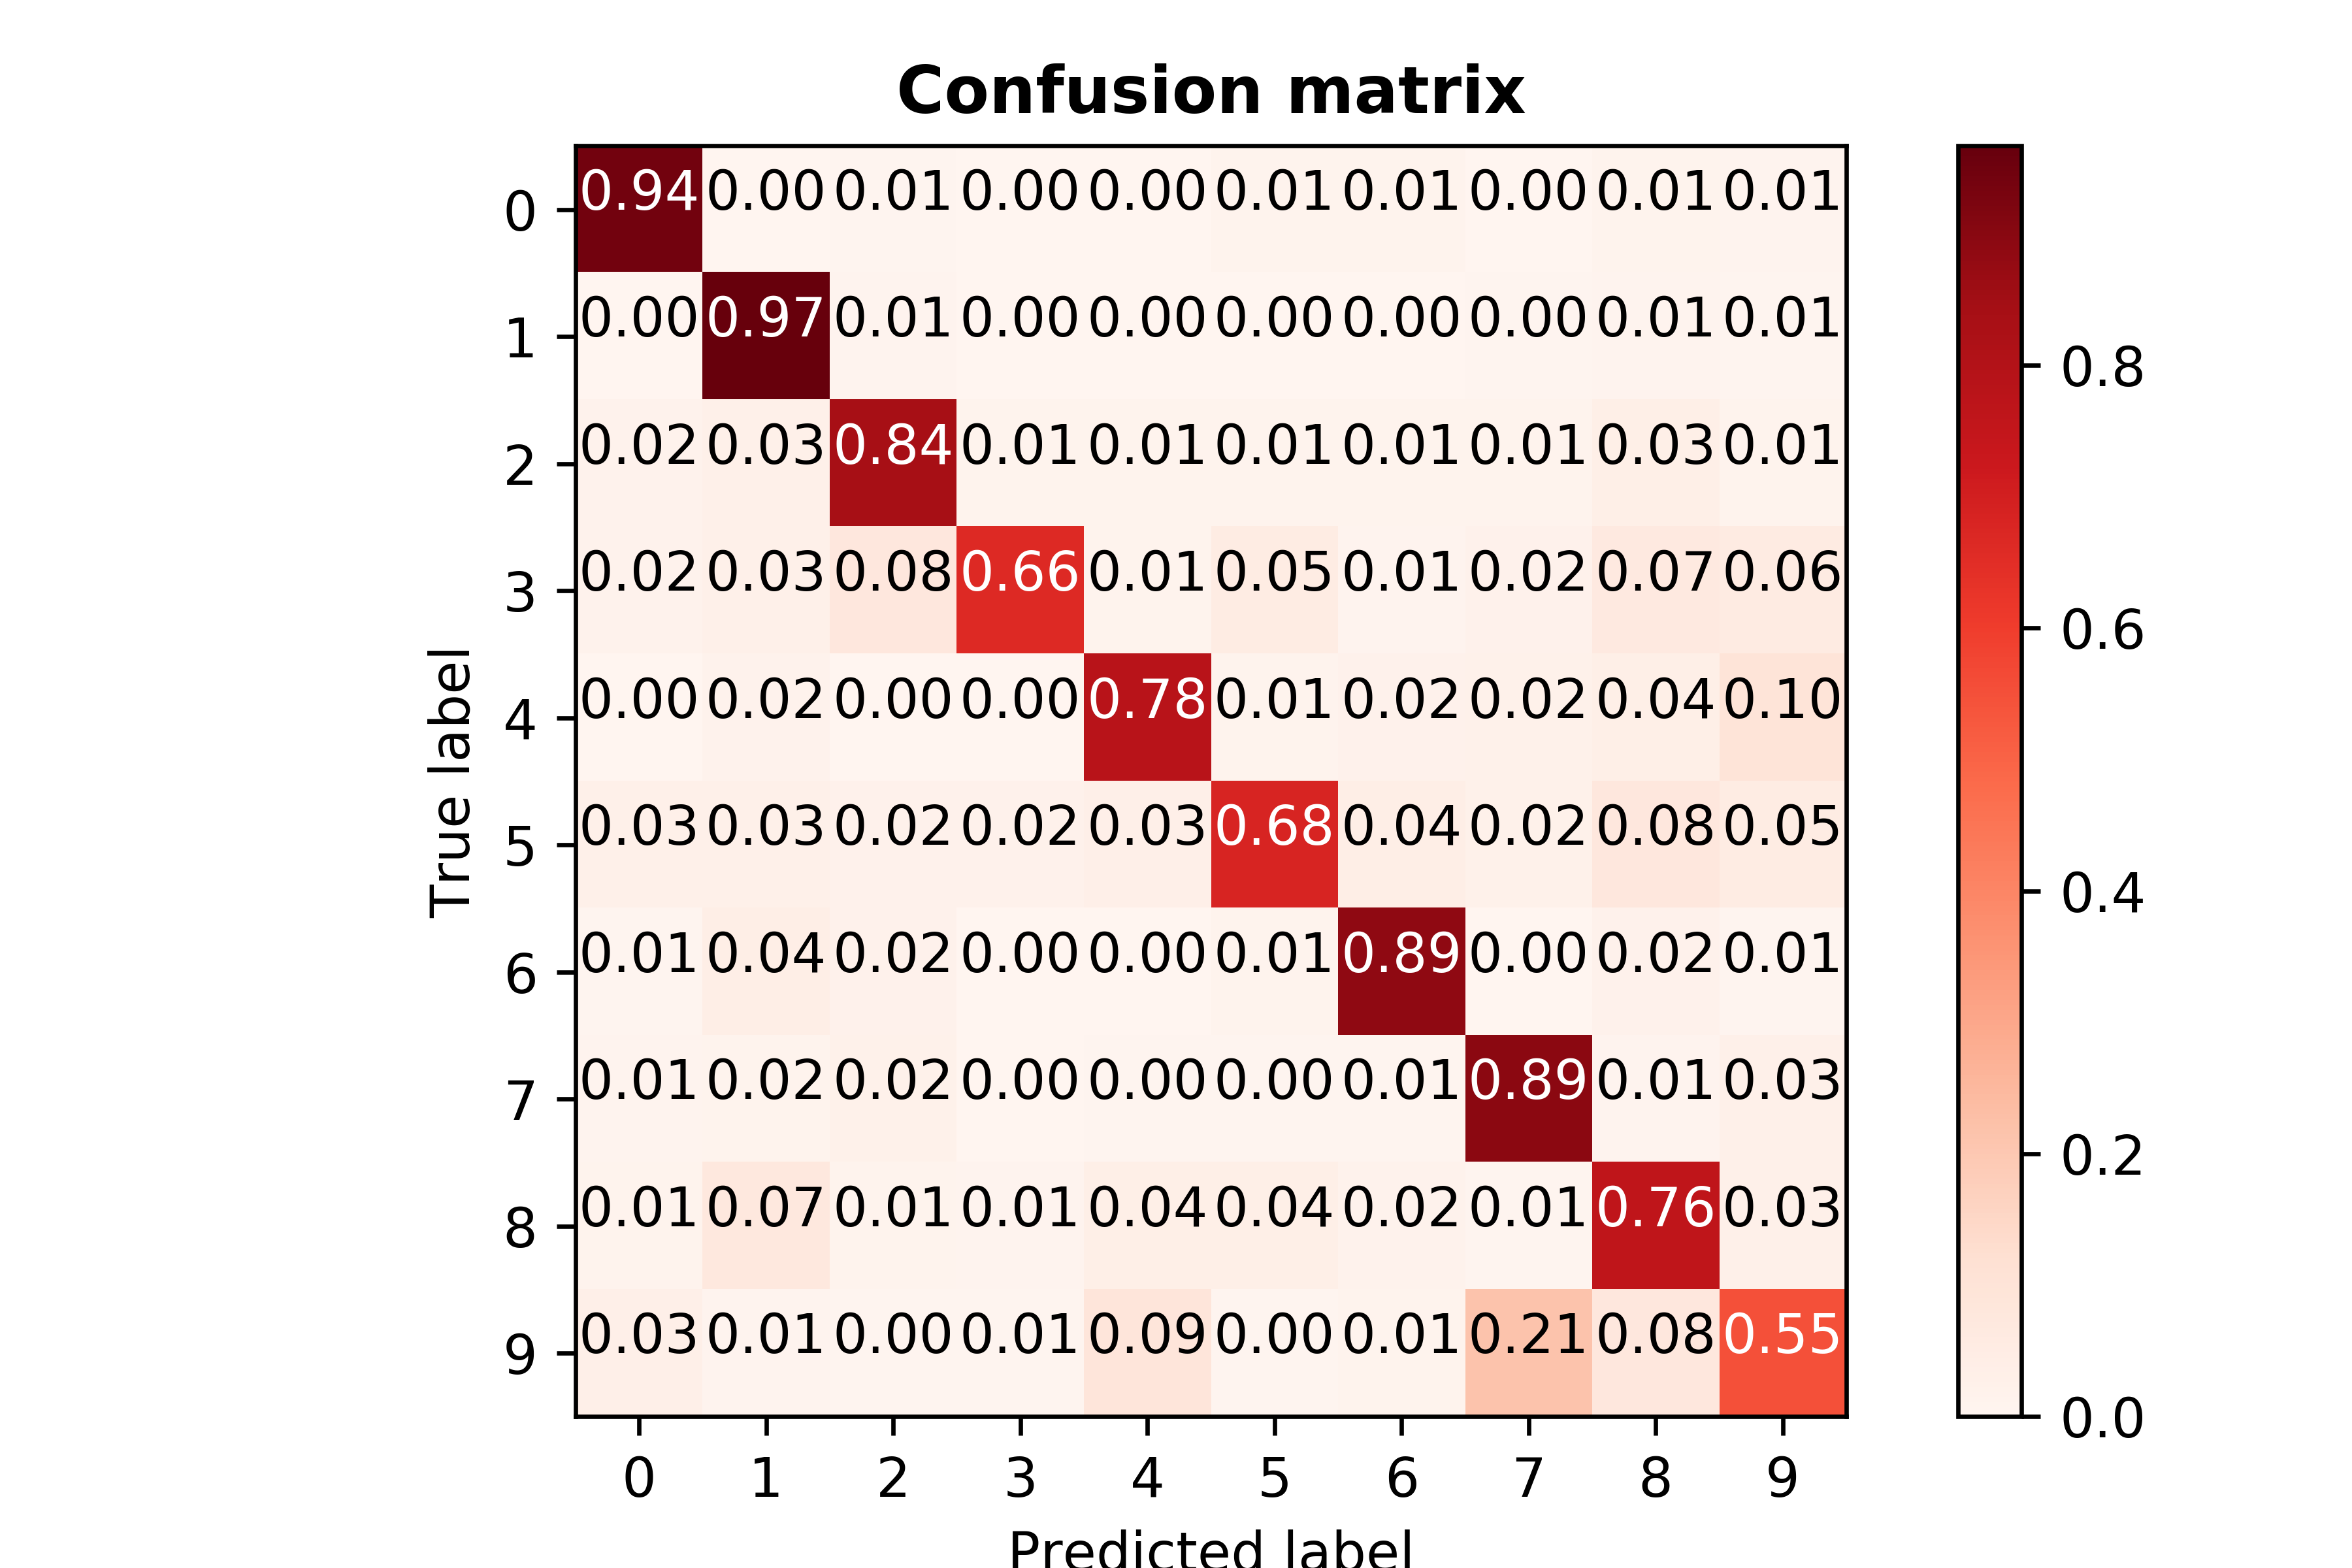 Confusion matrix
0 0.94 0.00 0.01 0.00 0.00 0.01 0.01 0.00 0.01 0.01
1 0.00 0.97 0.01 0.00 0.00 0.00 0.00 0.00 0.01 0.01
2 0.02 0.03 0.84 0.01 0.01 0.01 0.01 0.01 0.03 0.01
3 0.02 0.03 0.08 0.66 0.01 0.05 0.01 0.02 0.07 0.06
4 0.00 0.02 0.00 0.00 0.78 0.01 0.02 0.02 0.04 0.10
5 0.03 0.03 0.02 0.02 0.03 0.68 0.04 0.02 0.08 0.05
6 0.01 0.04 0.02 0.00 0.00 0.01 0.89 0.00 0.02 0.01
7 0.01 0.02 0.02 0.00 0.00 0.00 0.01 0.89 0.01 0.03
8 0.01 0.07 0.01 0.01 0.04 0.04 0.02 0.01 0.76 0.03
9 0.03 0.01 0.00 0.01 0.09 0.00 0.01 0.21 0.08 0.55
0 1 2 3 4 5 6 7 8 9
Predicted label
True label
0.8
0.6
0.4
0.2
0.0